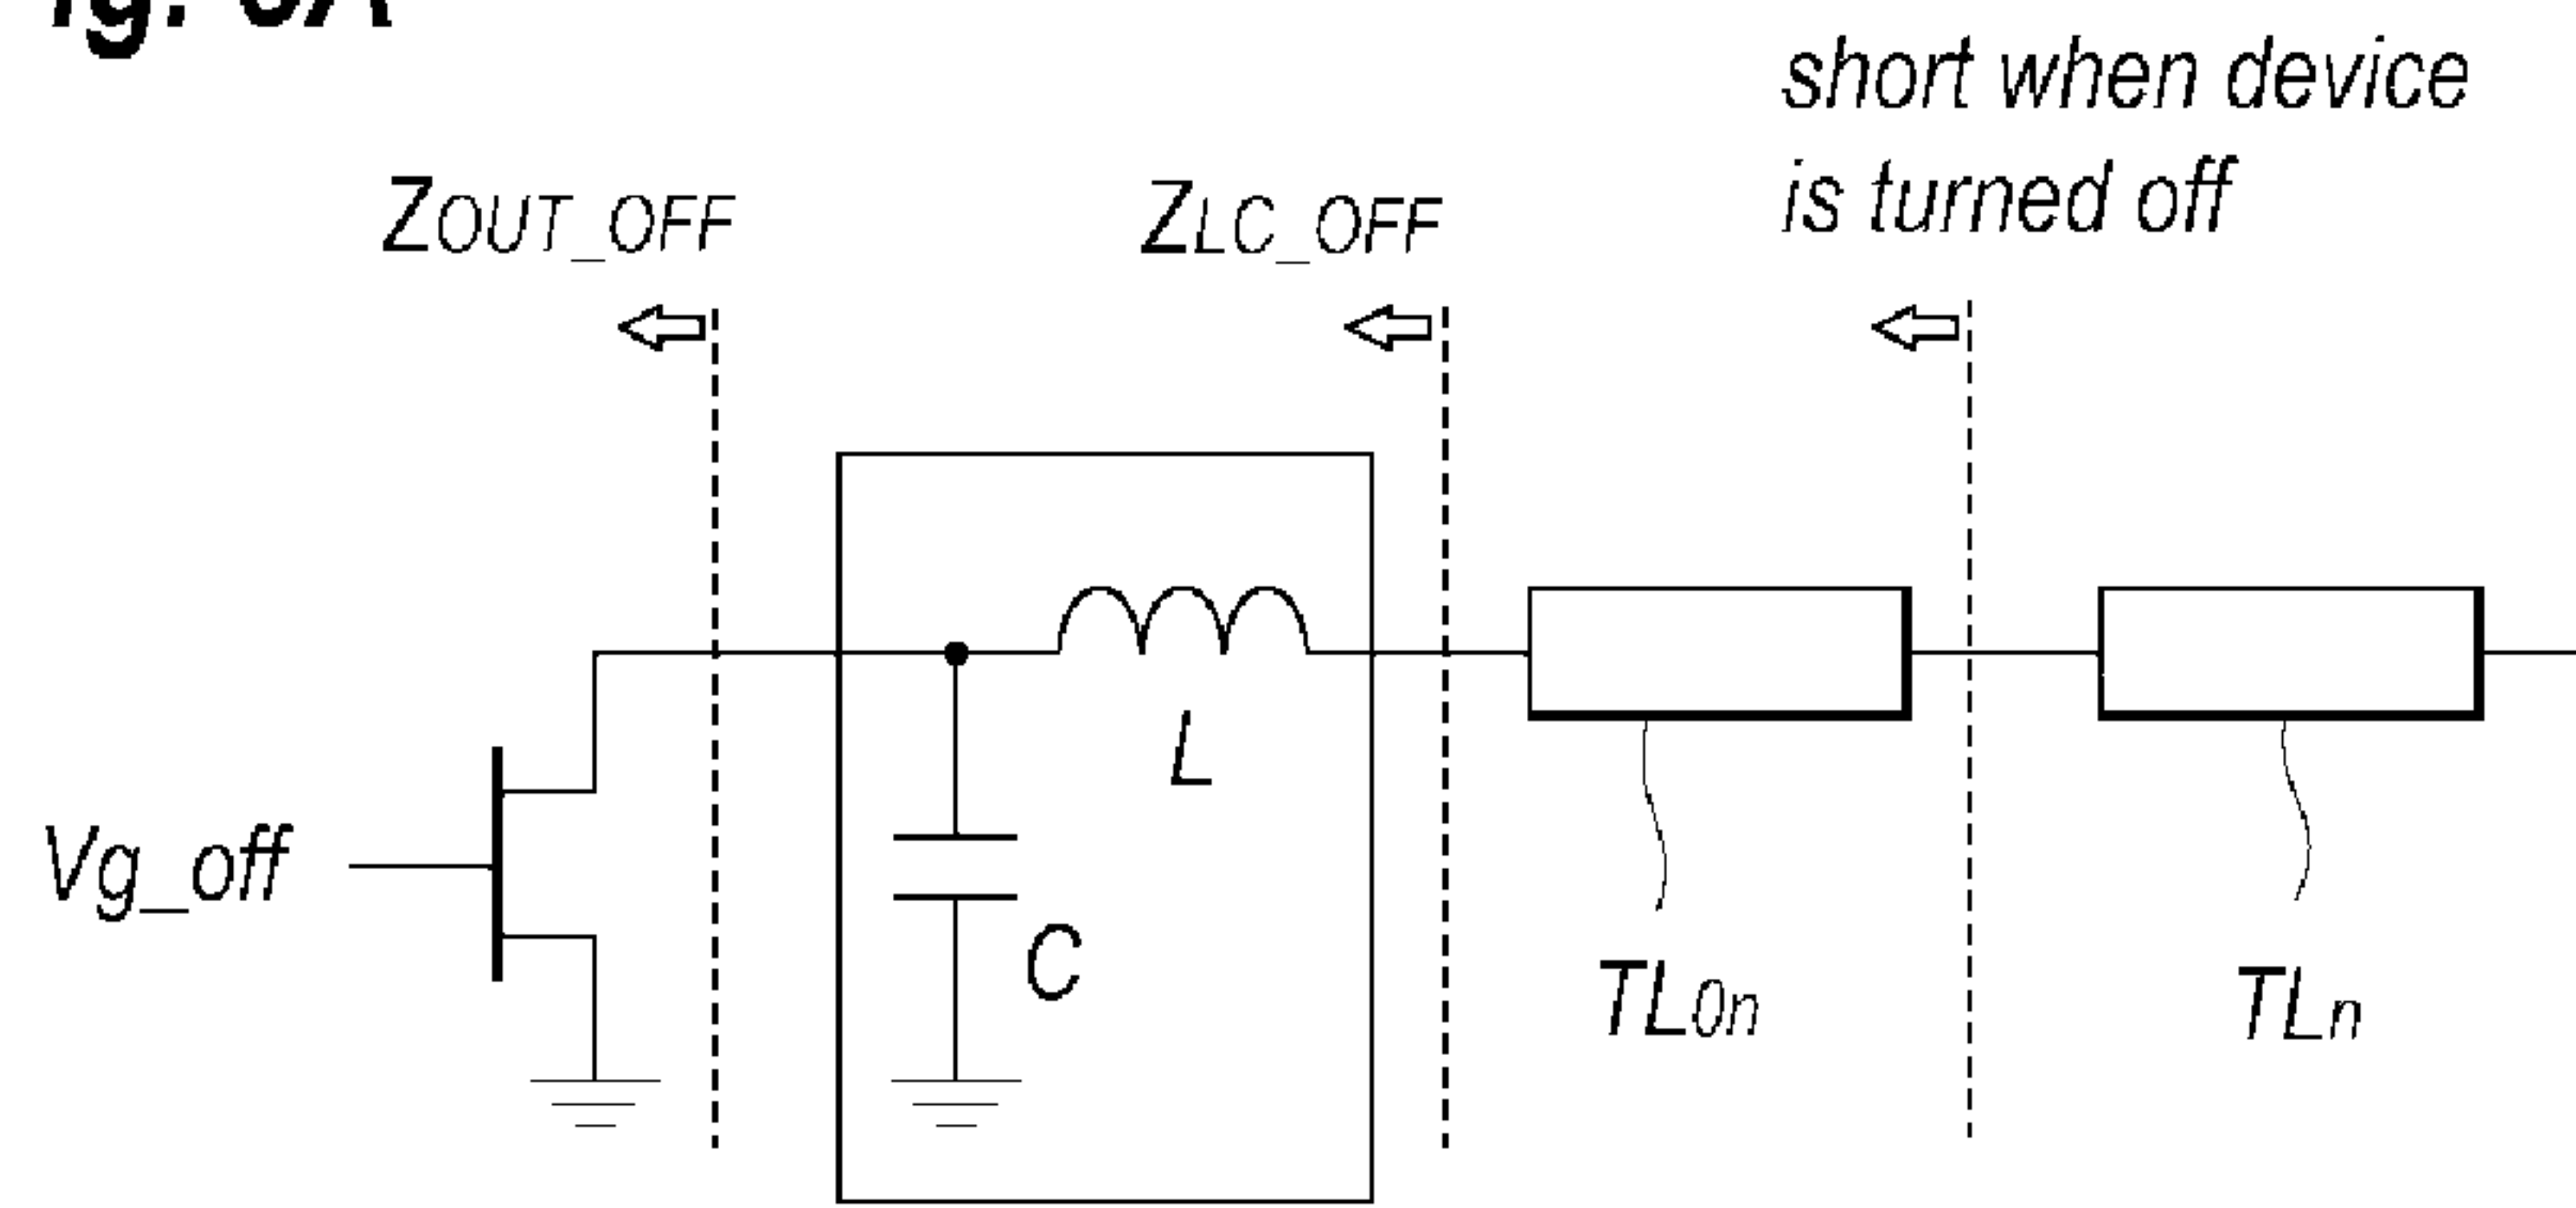 short when device
is turned off
ZOUT_OFF
ZLC_OFF
L
Vg_off
C
TL0n
TLn